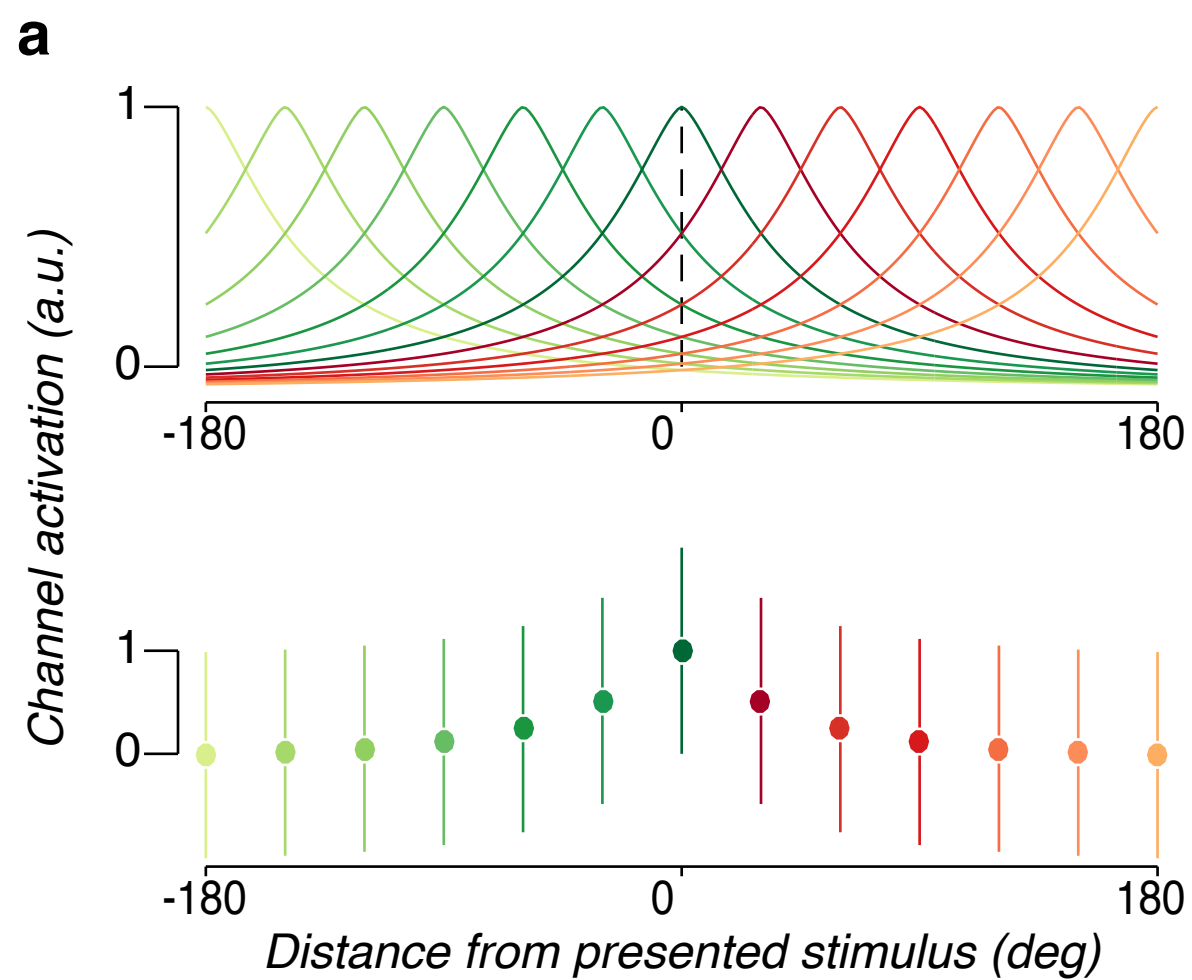 a
1
0
-180 0 180
Channel activation (a.u.)
1
0
-180 0 180
Distance from presented stimulus (deg)